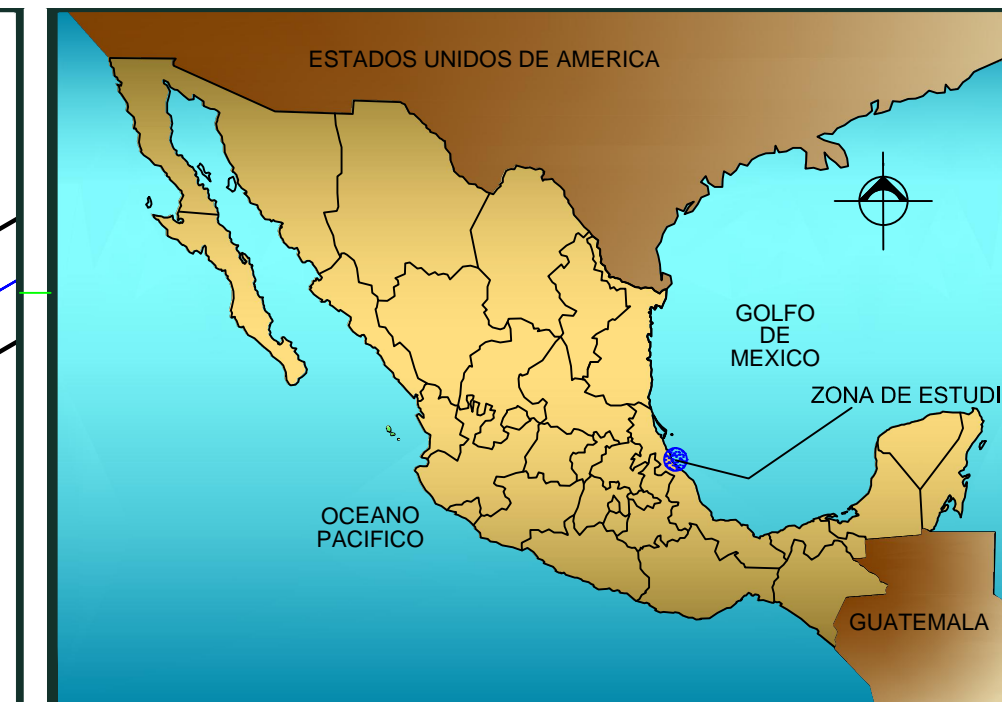 ESTADOS UNIDOS DE AMERICA
GOLFO
DE
MEXICO
ZONA DE ESTUDI
OCEANO
PACIFICO
GUATEMALA